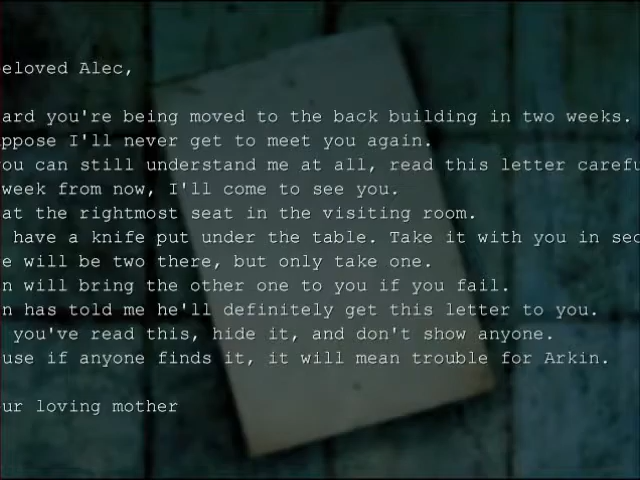 eloved Alec,
ard you're being moved to the back building in two weeks.
ppose I'll never get to meet you again.
ou can still understand me at all, read this letter carefu
week from now, I'll come to see you.
at the rightmost seat in the visiting room.
have a knife put under the table. Take it with you in sec
e will be two there, but only take one.
n will bring the other one to you if you fail.
n has told me he'll definitely get this letter to you.
you've read this, hide it, and don't show anyone.
use if anyone finds it, it will mean trouble for Arkin.
ur loving mother